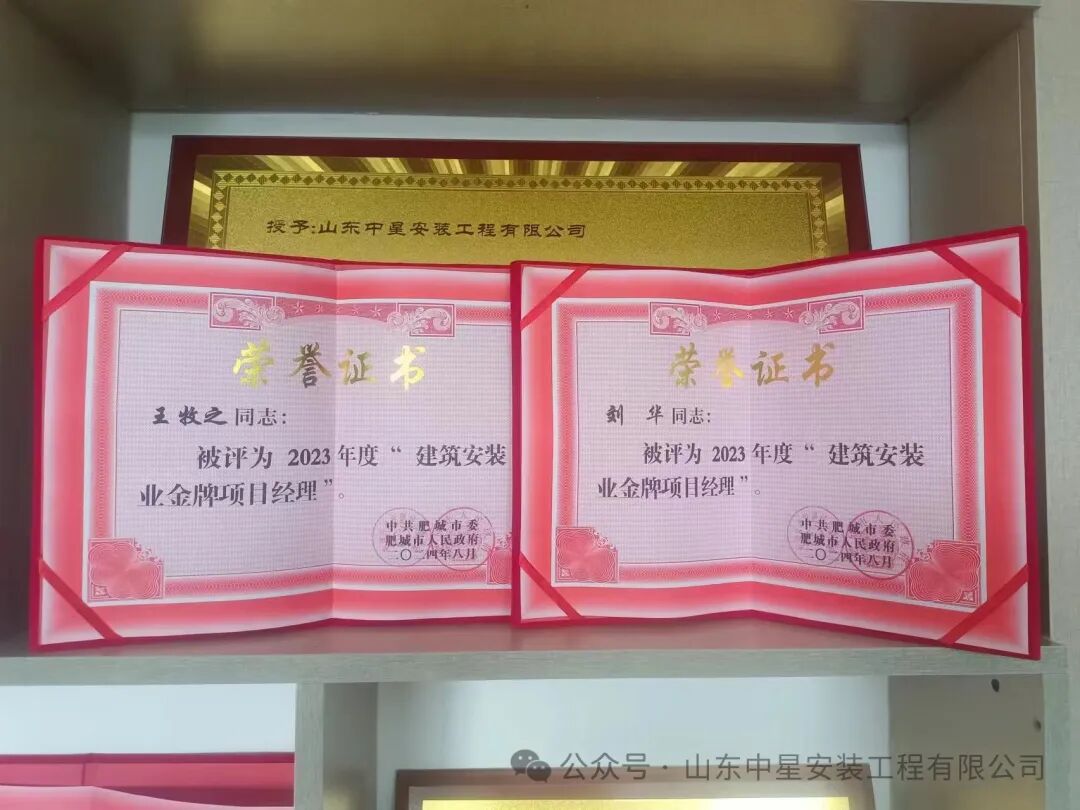 授予:山东中星安装工程有限公司
荣誉证书
王牧之同志:
被评为 2023 年度“ 建筑安装
业金牌项目经理”。
中共肥城市委
肥城市人民政府
二〇二四年八月
荣誉证书
刘 华同志:
被评为 2023 年度“ 建筑安装
业金牌项目经理”。
中共肥城市委
肥城市人民政府
二〇二四年八月
公众号·山东中星安装工程有限公司